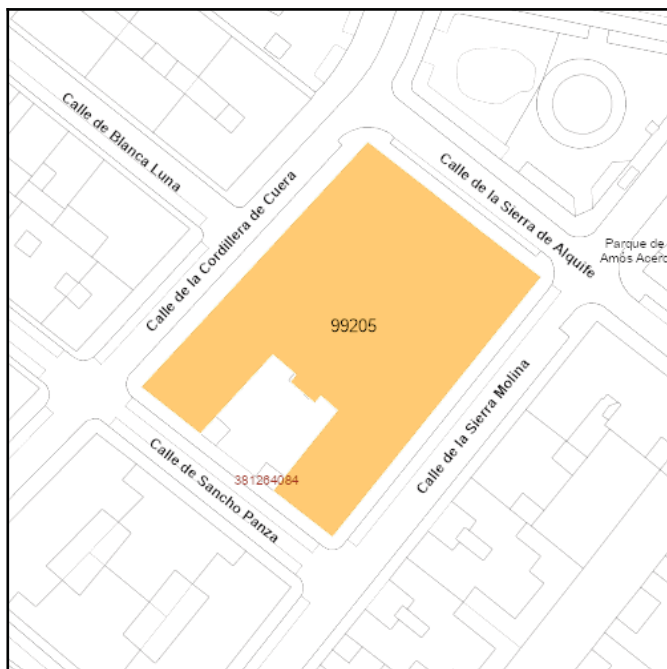 Calle de Blanca Luna
Calle de la Cordillera de Cuera
Calle de la Sierra de Alquife
Parque de
Amós Acero
99205
Calle de la Sierra Molina
381264084
Calle de Sancho Panza